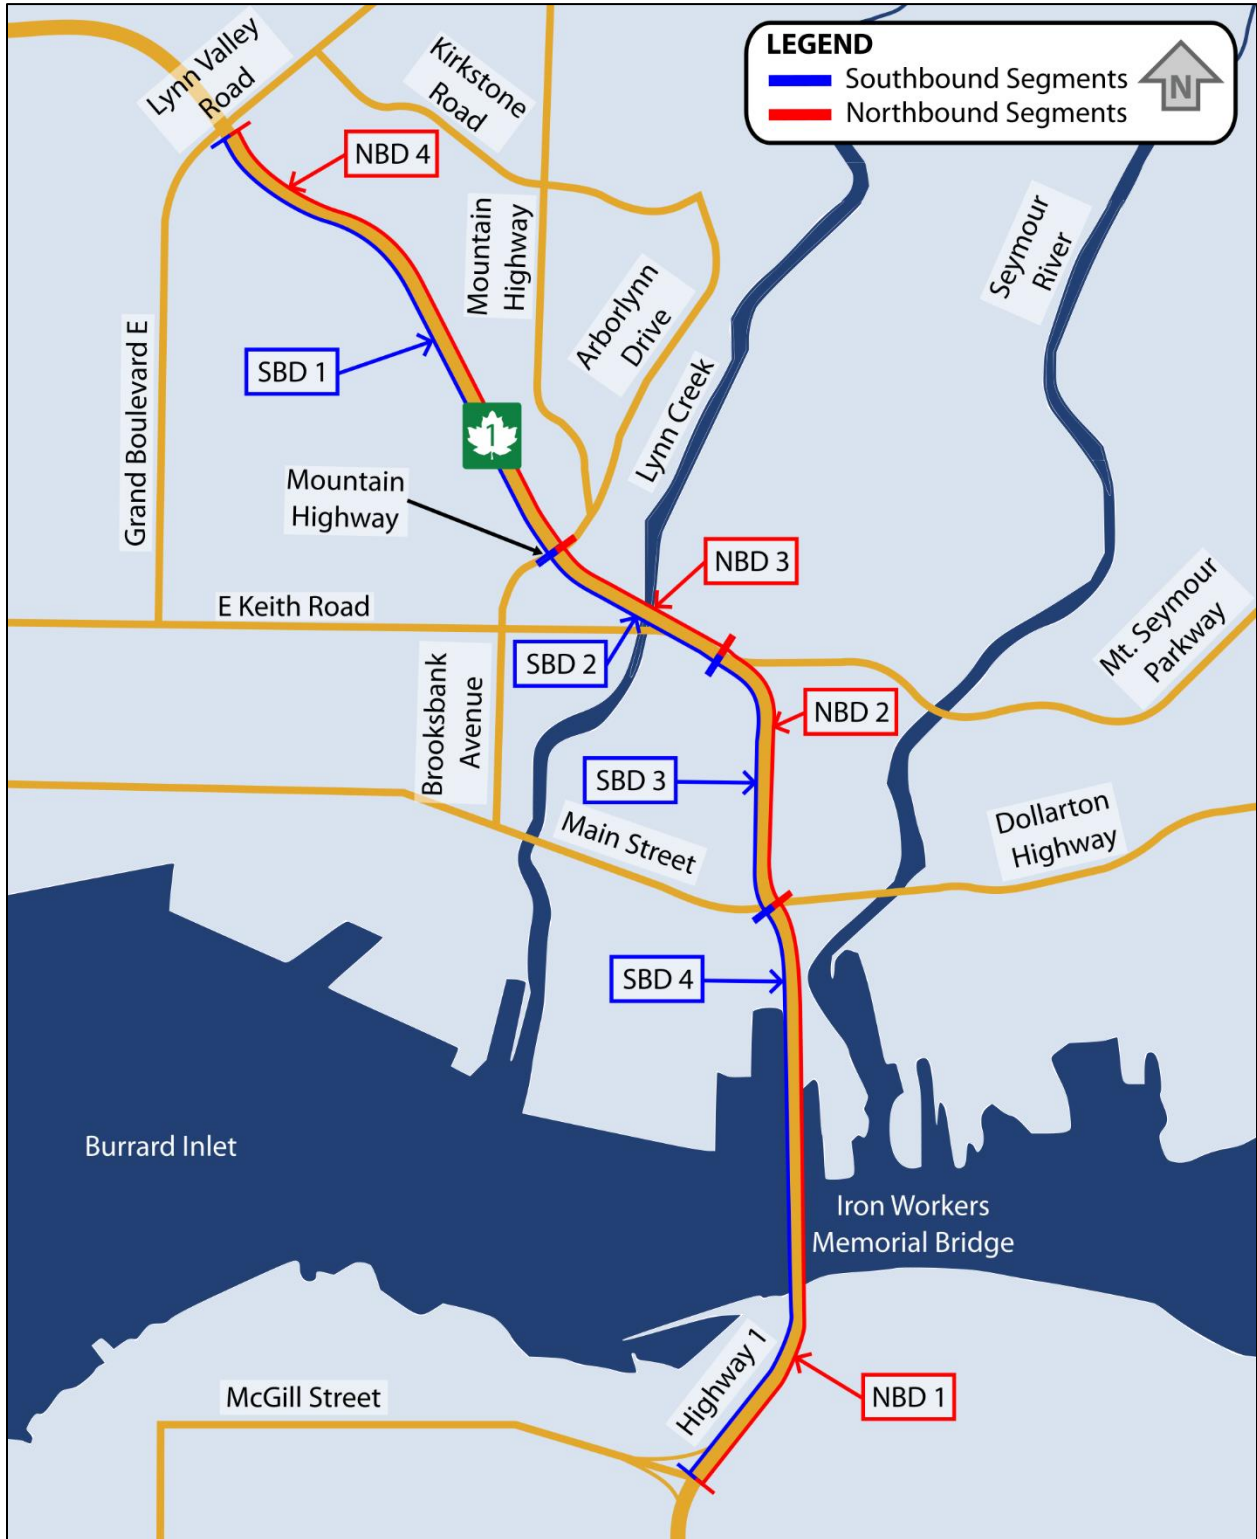 LEGEND
Southbound Segments
Northbound Segments
N
Lynn Valley
Road
Kirkstone
Road
NBD 4
Mountain
Highway
Seymour
River
Arborlynn
Drive
Grand Boulevard E
SBD 1
Lynn Creek
1
Mountain
Highway
NBD 3
E Keith Road
SBD 2
Mt. Seymour
Parkway
Brooksbank
Avenue
NBD 2
SBD 3
Main Street
Dollarton
Highway
SBD 4
Burrard Inlet
Iron Workers
Memorial Bridge
Highway 1
McGill Street
NBD 1